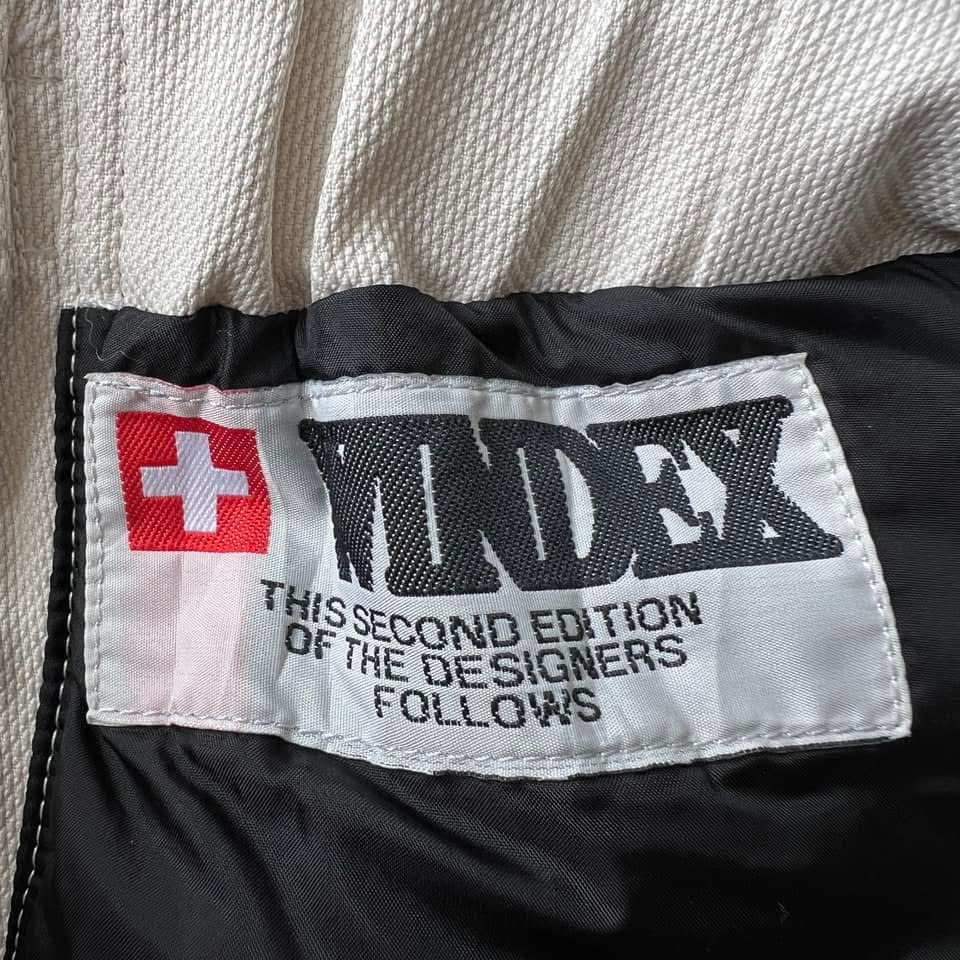 WINDEX
THIS SECOND EDITION
OF THE DESIGNERS
FOLLOWS